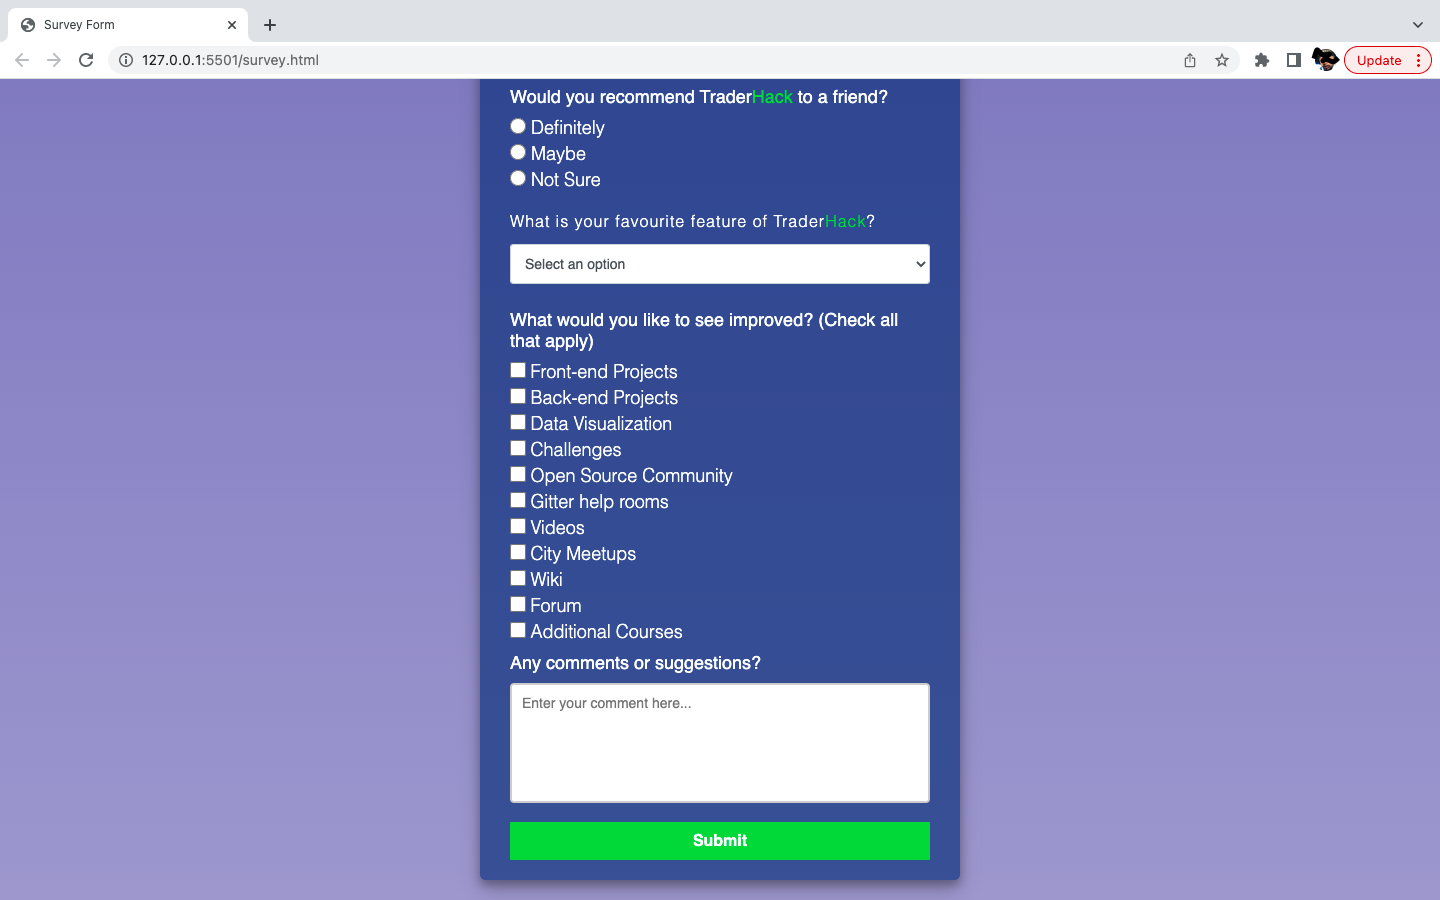 Survey Form
127.0.0.1:5501/survey.html
Update
Would you recommend TraderHack to a friend?
Definitely
Maybe
Not Sure
What is your favourite feature of TraderHack?
Select an option
What would you like to see improved? (Check all
that apply)
Front-end Projects
Back-end Projects
Data Visualization
Challenges
Open Source Community
Gitter help rooms
Videos
City Meetups
Wiki
Forum
Additional Courses
Any comments or suggestions?
Enter your comment here...
Submit